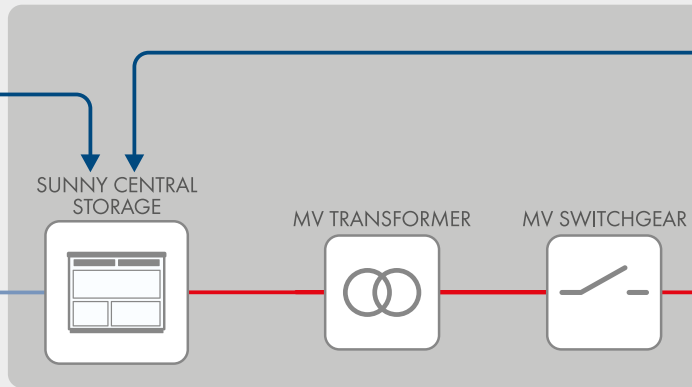 SUNNY CENTRAL
STORAGE
MV TRANSFORMER
MV SWITCHGEAR